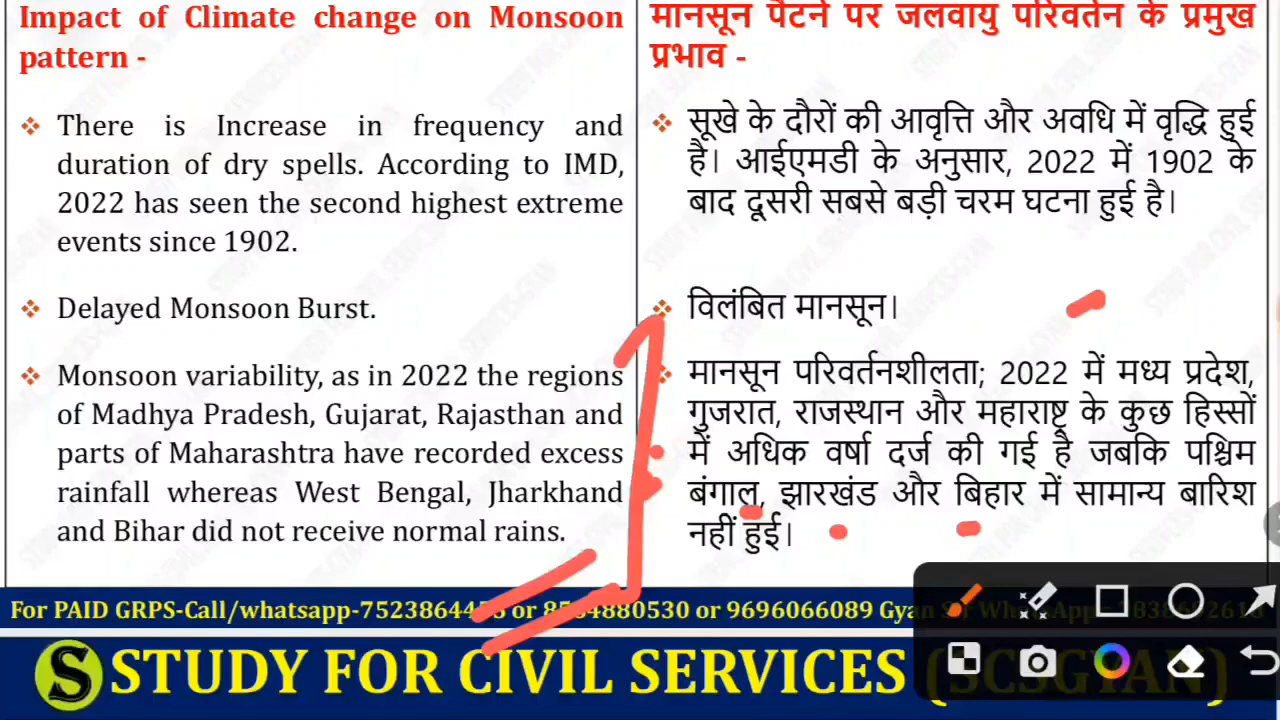 Impact of Climate change on Monsoon
pattern -
There is Increase in frequency and
duration of dry spells. According to IMD,
2022 has seen the second highest extreme
events since 1902.
Delayed Monsoon Burst.
Monsoon variability, as in 2022 the regions
of Madhya Pradesh, Gujarat, Rajasthan and
parts of Maharashtra have recorded excess
rainfall whereas West Bengal, Jharkhand
and Bihar did not receive normal rains.
मानसून पैटर्न पर जलवायु परिवर्तन के प्रमुख
प्रभाव -
सूखे के दौरों की आवृत्ति और अवधि में वृद्धि हुई
है। आईएमडी के अनुसार, 2022 में 1902 के
बाद दूसरी सबसे बड़ी चरम घटना हुई है।
विलंबित मानसून।
मानसून परिवर्तनशीलता; 2022 में मध्य प्रदेश,
गुजरात, राजस्थान और महाराष्ट्र के कुछ हिस्सों
में अधिक वर्षा दर्ज की गई है जबकि पश्चिम
बंगाल, झारखंड और बिहार में सामान्य बारिश
नहीं हुई।
For PAID GRPS-Call/whatsapp- or or 9696066089 Gyan
STUDY FOR CIVIL SERVICES (SCSGYAN)